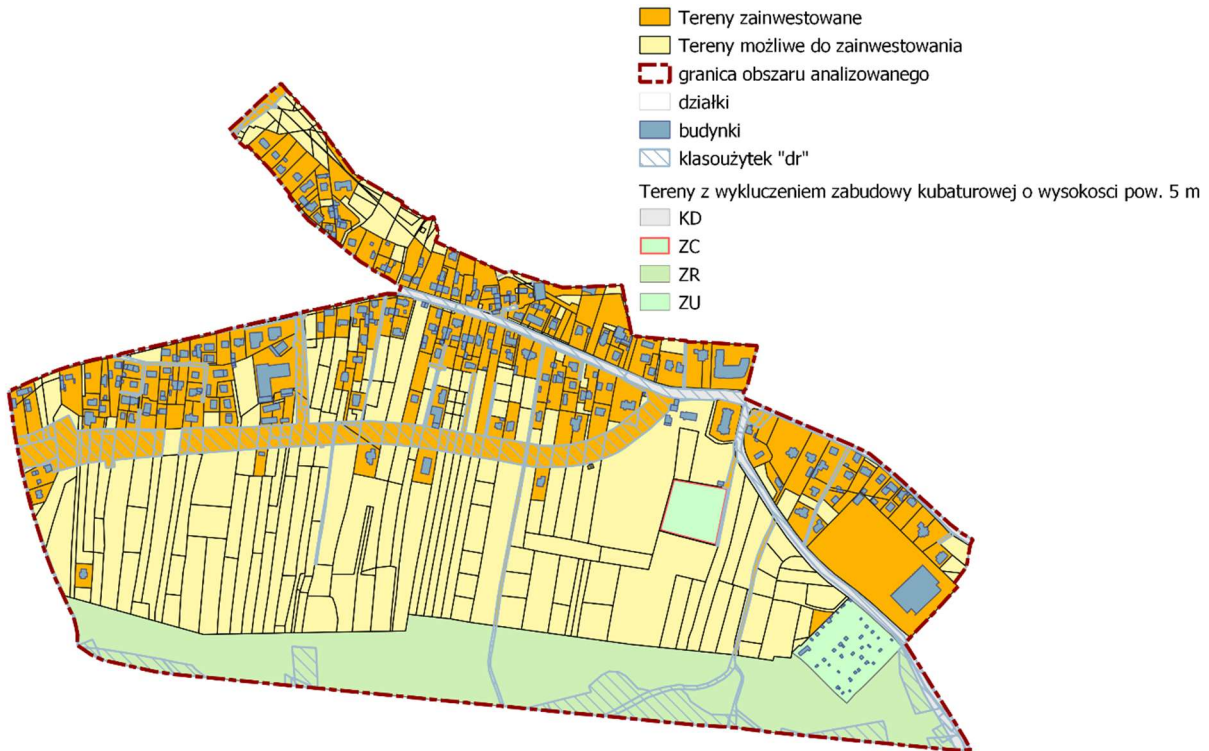 Tereny zainwestowane
Tereny możliwe do zainwestowania
granica obszaru analizowanego
działki
budynki
klasoużytek "dr"
Tereny z wykluczeniem zabudowy kubaturowej o wysokosci pow. 5 m
KD
ZC
ZR
ZU